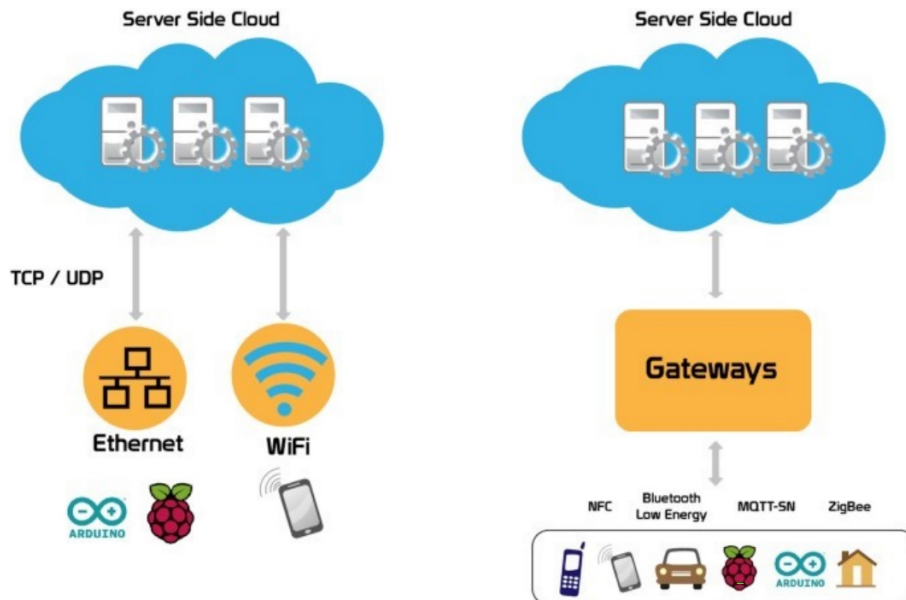 Server Side Cloud
TCP / UDP
Ethernet
WiFi
ARDUINO
Server Side Cloud
Gateways
NFC
Bluetooth
Low Energy
MQTT-SN
ZigBee
ARDUINO